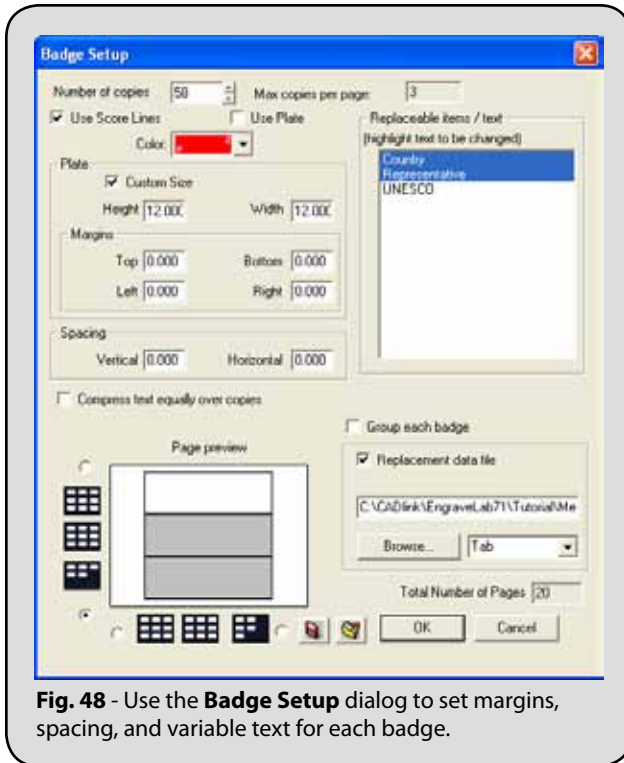 Badge Setup
Number of copies 50 Max copies per page: 3
Use Score Lines Use Plate Replaceable items / text
Color: (highlight text to be changed)
Plate Country
Custom Size Representative
Height 12.000 Width 12.000 UNESCO
Margins
Top 0.000 Bottom 0.000
Left 0.000 Right 0.000
Spacing
Vertical 0.000 Horizontal 0.000
Compress text equally over copies
Group each badge
Page preview Replacement data file
C:\CADlink\EngraveLab71\Tutorial\Me
Browse... Tab
Total Number of Pages 20
OK Cancel
Fig. 48 - Use the Badge Setup dialog to set margins,
spacing, and variable text for each badge.